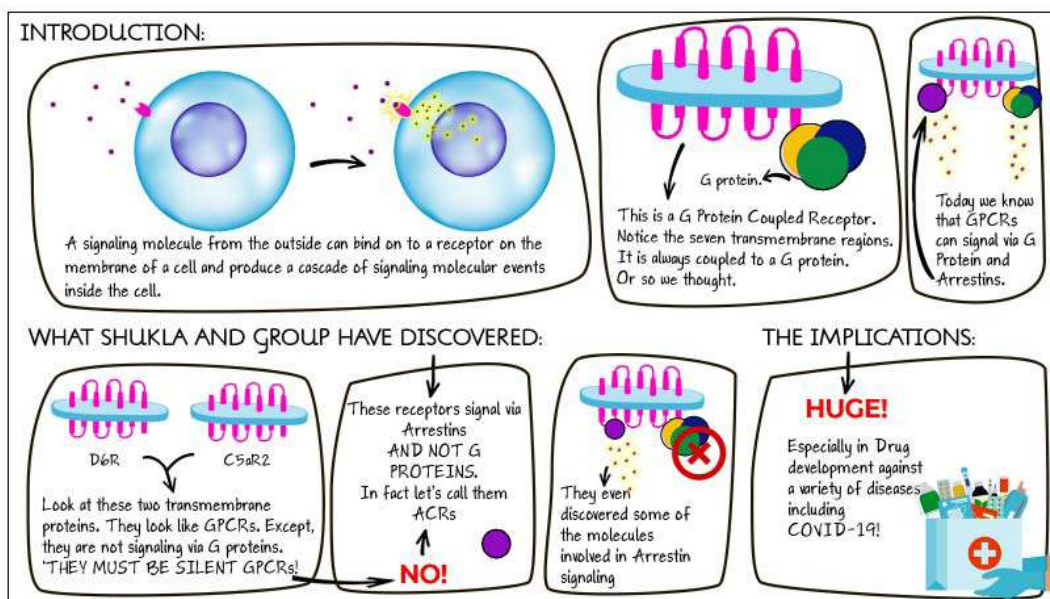 INTRODUCTION:
A signaling molecule from the outside can bind on to a receptor on the
membrane of a cell and produce a cascade of signaling molecular events
inside the cell.
G protein.
This is a G Protein Coupled Receptor.
Notice the seven transmembrane regions.
It is always coupled to a G protein.
Or so we thought.
Today we know
that GPCRs
can signal via G
Protein and
Arrestins.
WHAT SHUKLA AND GROUP HAVE DISCOVERED:
D6R
C5aR2
Look at these two transmembrane
proteins. They look like GPCRs. Except,
they are not signaling via G proteins.
'THEY MUST BE SILENT GPCRs!
These receptors signal via
Arrestins
AND NOT G
PROTEINS.
In fact let's call them
ACRs
NO!
They even
discovered some of
the molecules
involved in Arrestin
signaling
THE IMPLICATIONS:
HUGE!
Especially in Drug
development against
a variety of diseases
including
COVID-19!